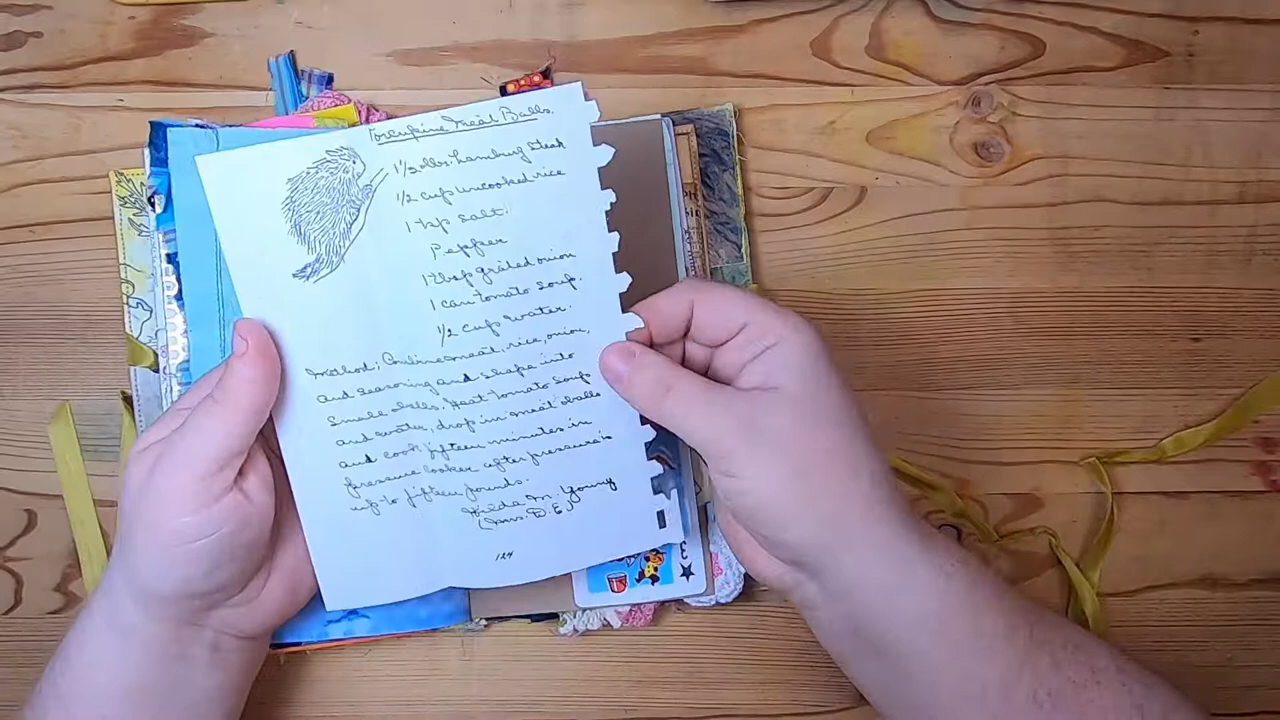 Porcupine Meat Balls.
1 1/2 lbs. hamburg steak
1/2 cup uncooked rice
1 tsp salt.
Pepper
1 tbsp grated onion
1 can tomato soup.
1/2 cup water.
Method: Combine meat, rice, onion,
and seasoning and shape into
small balls. Heat tomato soup
and water, drop in meat balls
and cook fifteen minutes in
pressure cooker after pressure is
up to fifteen pounds.
Hilda M. Young
(Mrs. D. E.)
124
3